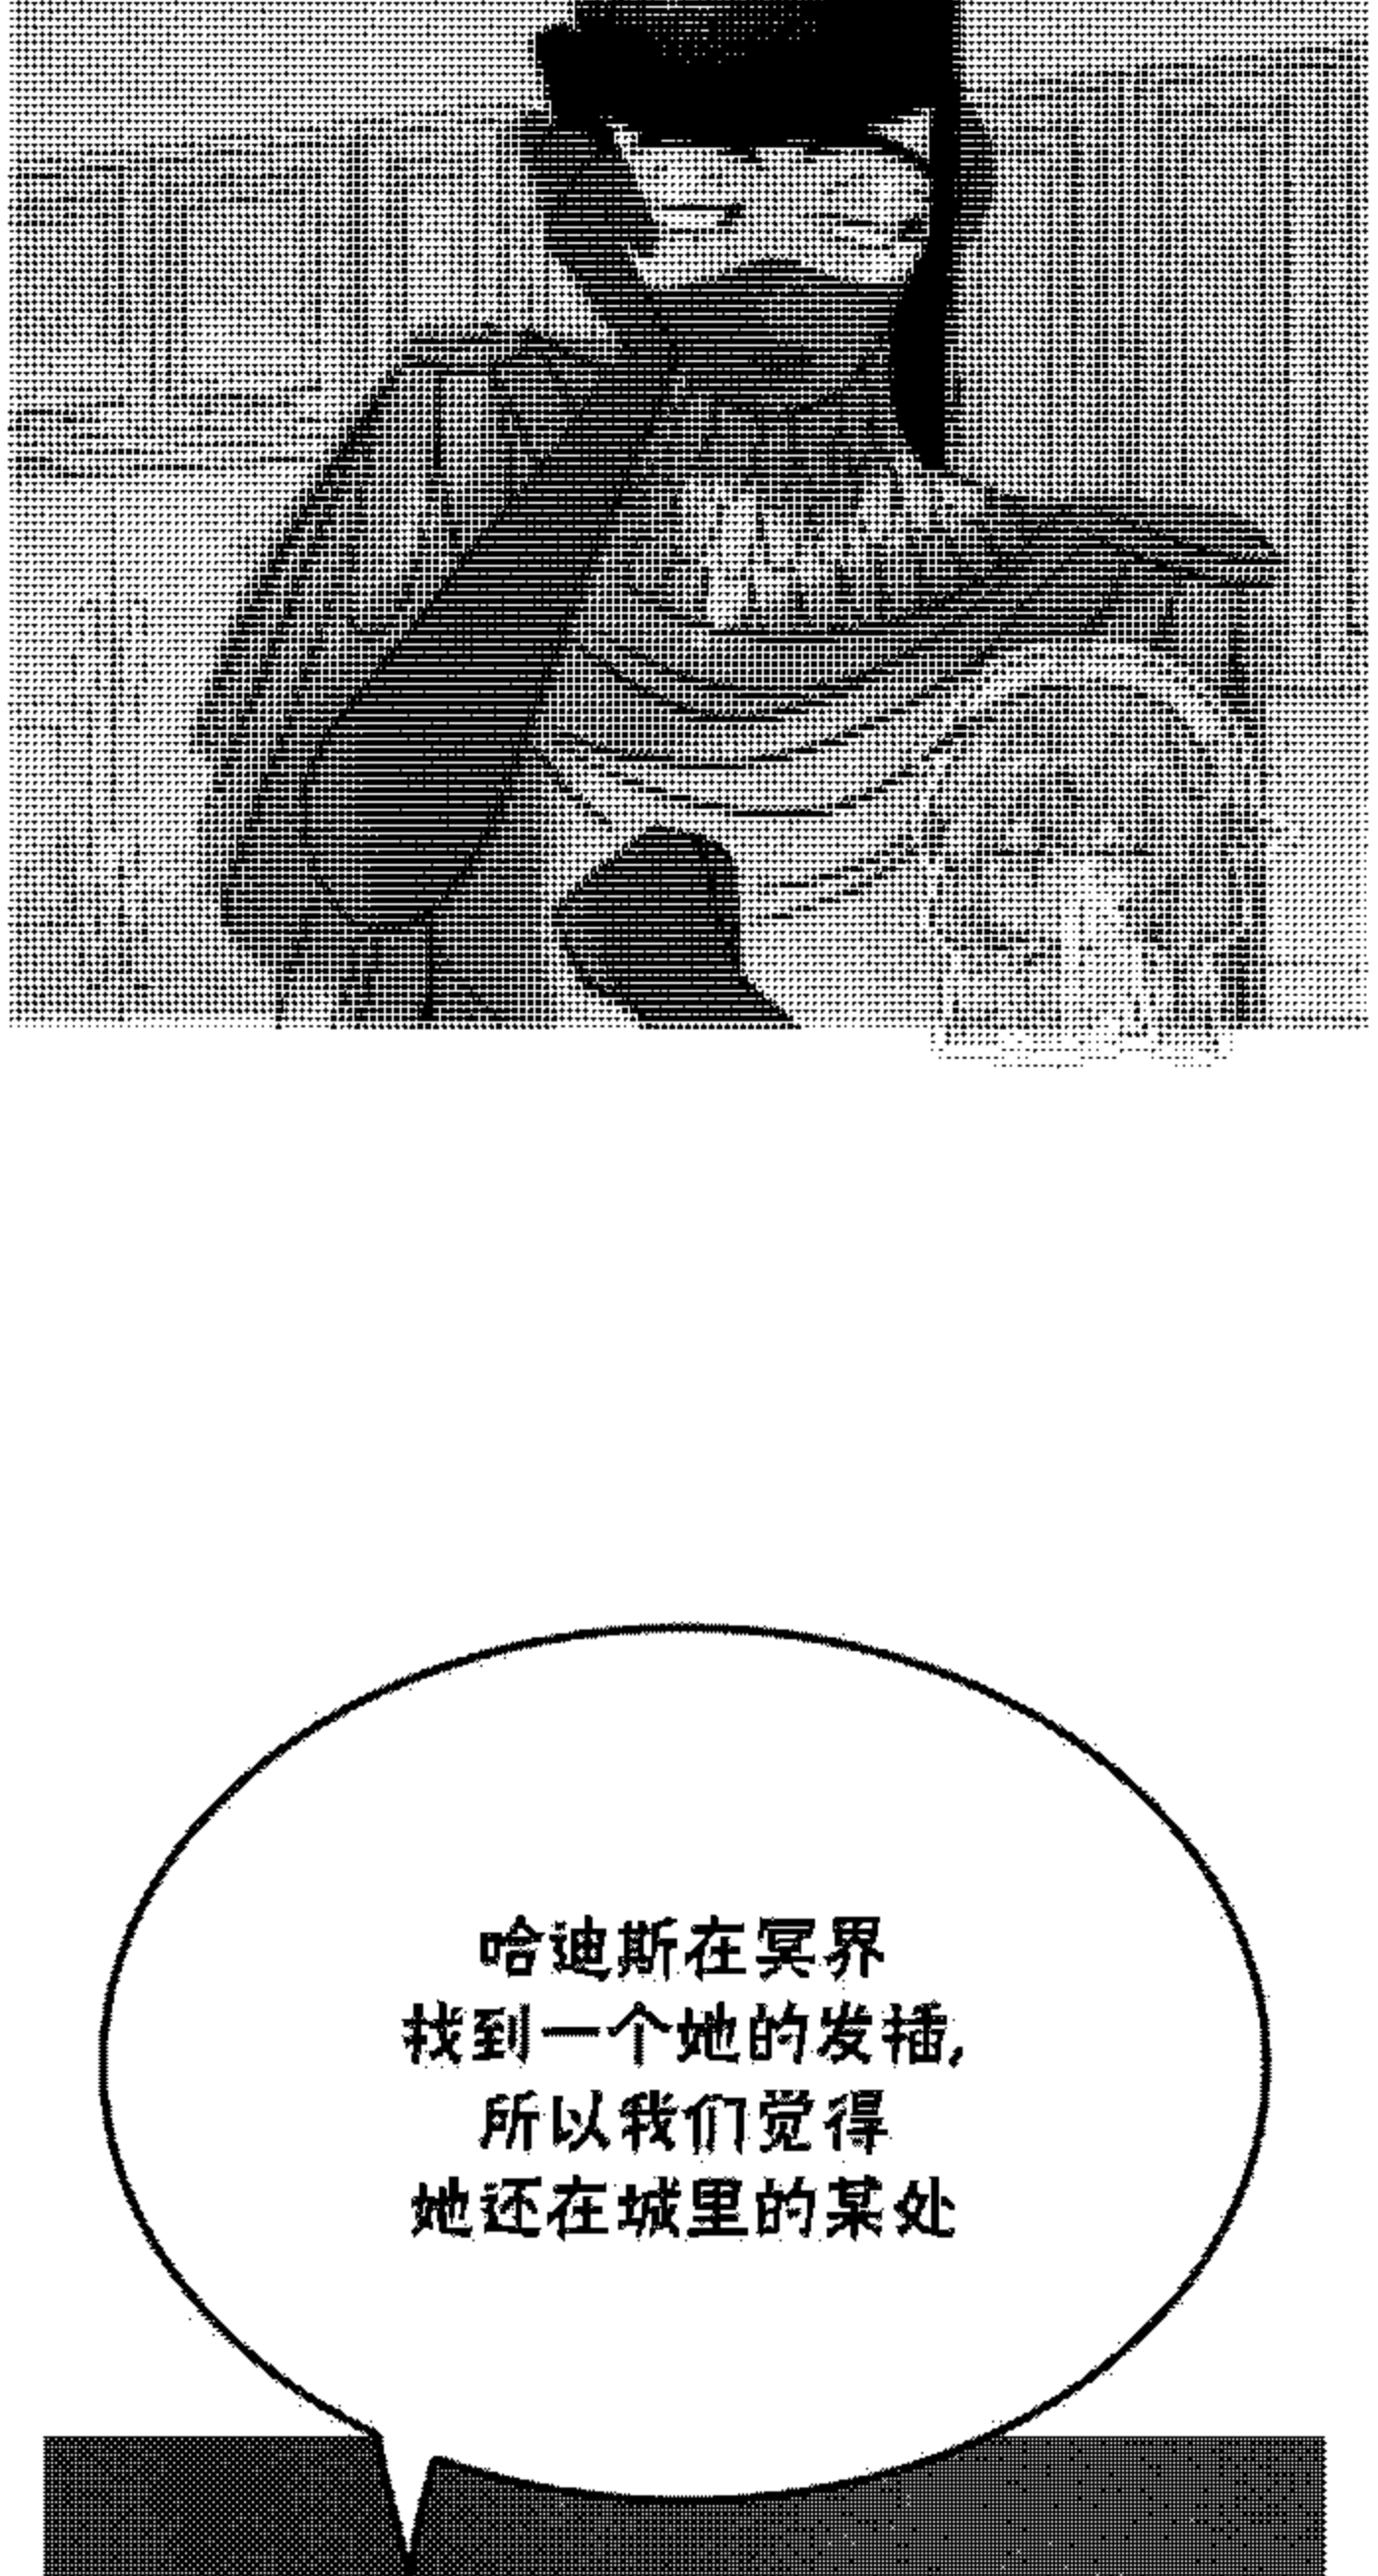 哈迪斯在冥界
找到一个她的发插,
所以我们觉得
她还在城里的某处